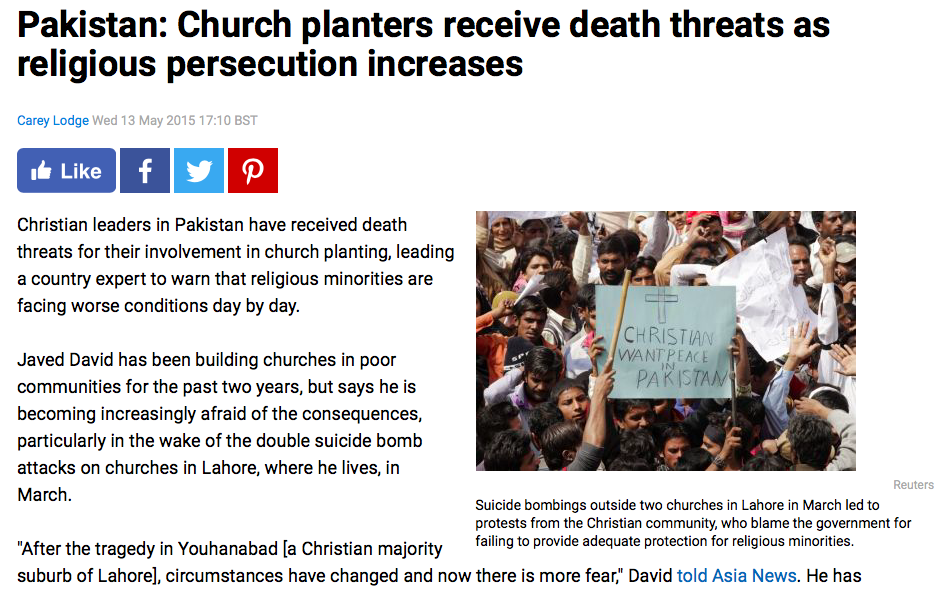 Pakistan: Church planters receive death threats as
religious persecution increases
Carey Lodge Wed 13 May 2015 17:10 BST
Like
Christian leaders in Pakistan have received death
threats for their involvement in church planting, leading
a country expert to warn that religious minorities are
facing worse conditions day by day.
Javed David has been building churches in poor
communities for the past two years, but says he is
becoming increasingly afraid of the consequences,
particularly in the wake of the double suicide bomb
attacks on churches in Lahore, where he lives, in
March.
"After the tragedy in Youhanabad [a Christian majority
suburb of Lahore], circumstances have changed and now there is more fear," David told Asia News. He has
CHRISTIAN
WANT PEACE
IN
PAKISTAN
Reuters
Suicide bombings outside two churches in Lahore in March led to
protests from the Christian community, who blame the government for
failing to provide adequate protection for religious minorities.